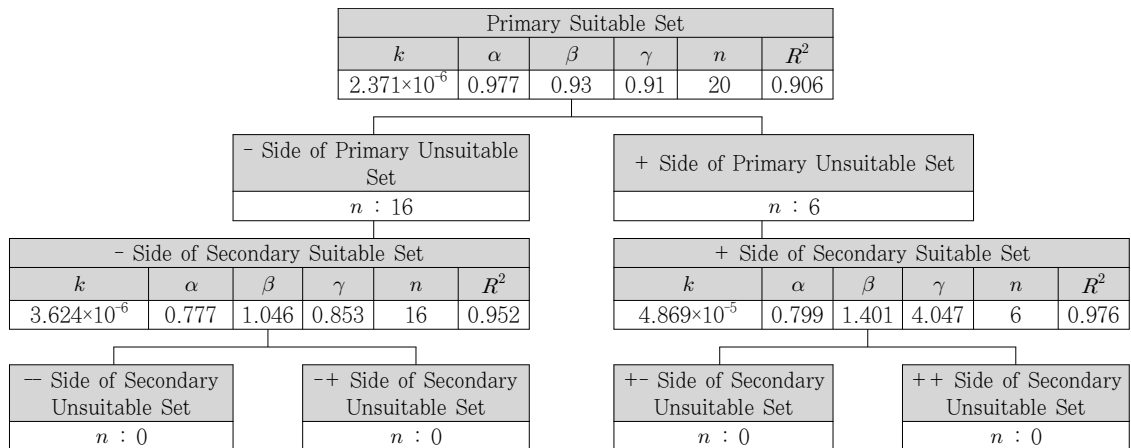 Primary Suitable Set
k α β γ n R²
2.371×10⁻⁶ 0.977 0.93 0.91 20 0.906
- Side of Primary Unsuitable
Set
n : 16
+ Side of Primary Unsuitable Set
n : 6
- Side of Secondary Suitable Set
k α β γ n R²
3.624×10⁻⁶ 0.777 1.046 0.853 16 0.952
+ Side of Secondary Suitable Set
k α β γ n R²
4.869×10⁻⁵ 0.799 1.401 4.047 6 0.976
-- Side of Secondary
Unsuitable Set
n : 0
-+ Side of Secondary
Unsuitable Set
n : 0
+- Side of Secondary
Unsuitable Set
n : 0
++ Side of Secondary
Unsuitable Set
n : 0